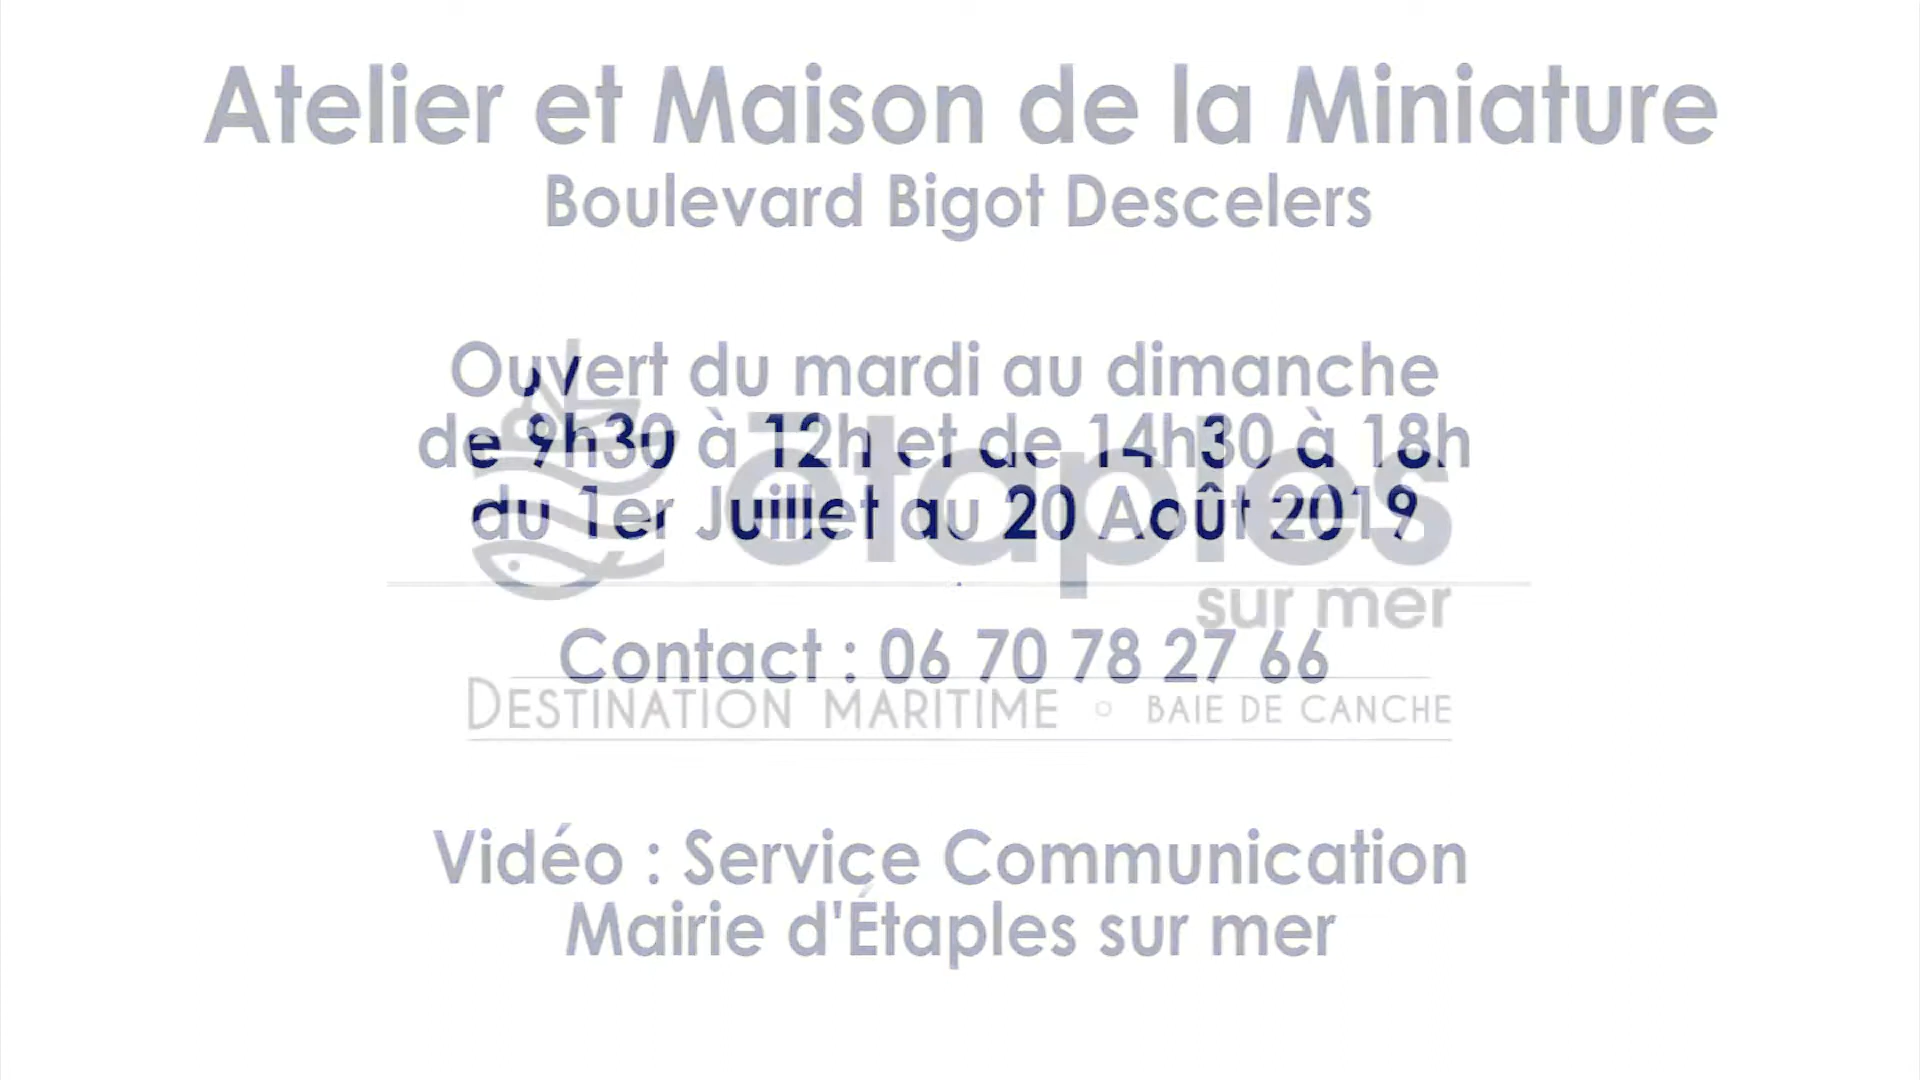 Atelier et Maison de la Miniature
Boulevard Bigot Descelers
Ouvert du mardi au dimanche
de 9h30 à 12h et de 14h30 à 18h
du 1er Juillet au 20 Août 2019
étaples
sur mer
Contact : 06 70 78 27 66
DESTINATION MARITIME ○ BAIE DE CANCHE
Vidéo : Service Communication
Mairie d'Étaples sur mer